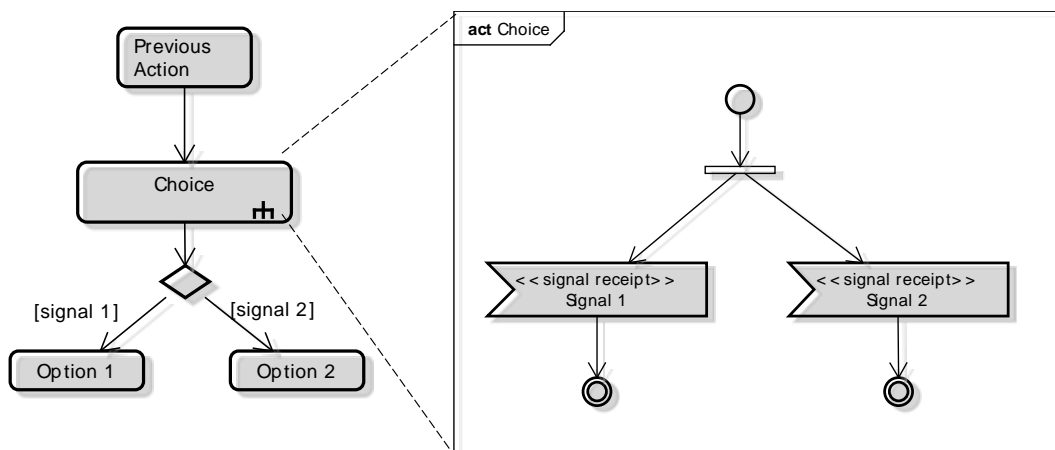 Previous
Action
Choice
[signal 1]
[signal 2]
Option 1
Option 2
act Choice
<< signal receipt>>
Signal 1
<< signal receipt>>
Signal 2